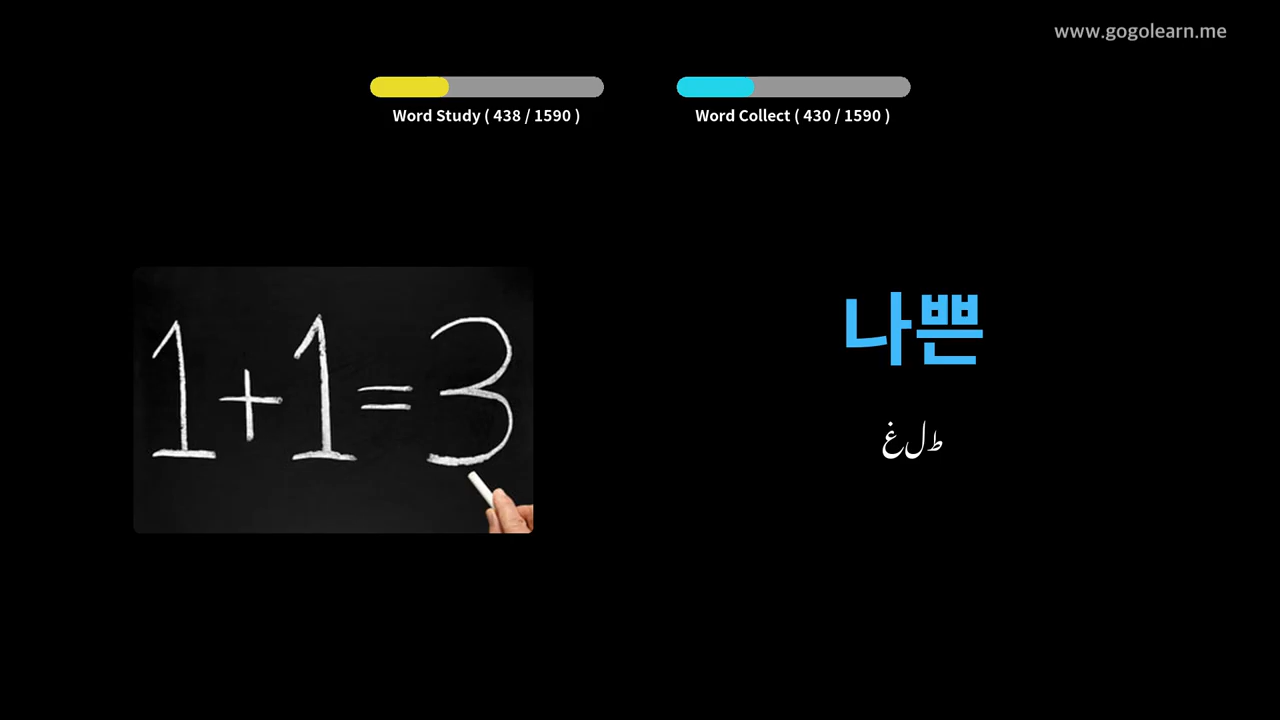 www.gogolearn.me
Word Study ( 438 / 1590 )
Word Collect ( 430 / 1590 )
1+1=3
나쁜
غلط